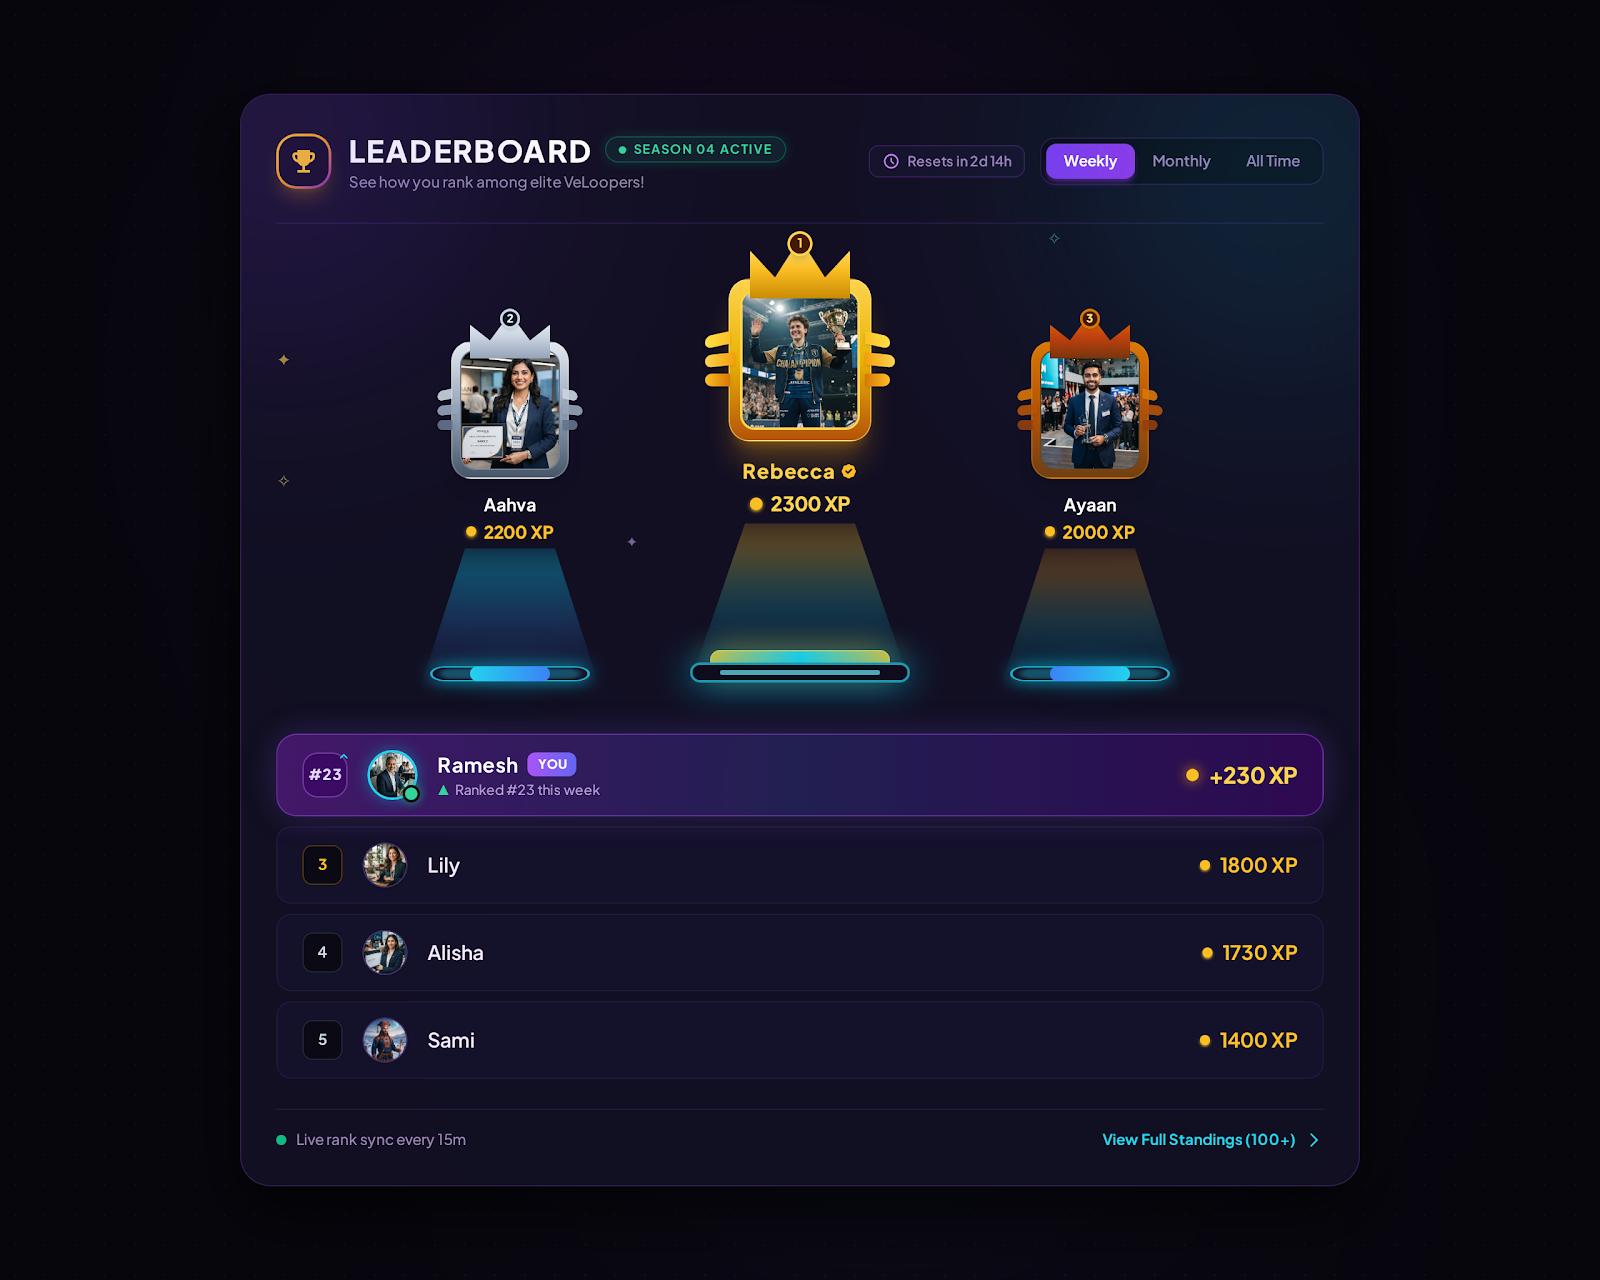 LEADERBOARD
SEASON 04 ACTIVE
See how you rank among elite VeLoopers!
Resets in 2d 14h
Weekly
Monthly
All Time
1
2
3
CHAMPIPION
Rebecca
2300 XP
Aahva
2200 XP
Ayaan
2000 XP
#23
Ramesh
YOU
Ranked #23 this week
+230 XP
3
Lily
1800 XP
4
Alisha
1730 XP
5
Sami
1400 XP
Live rank sync every 15m
View Full Standings (100+)